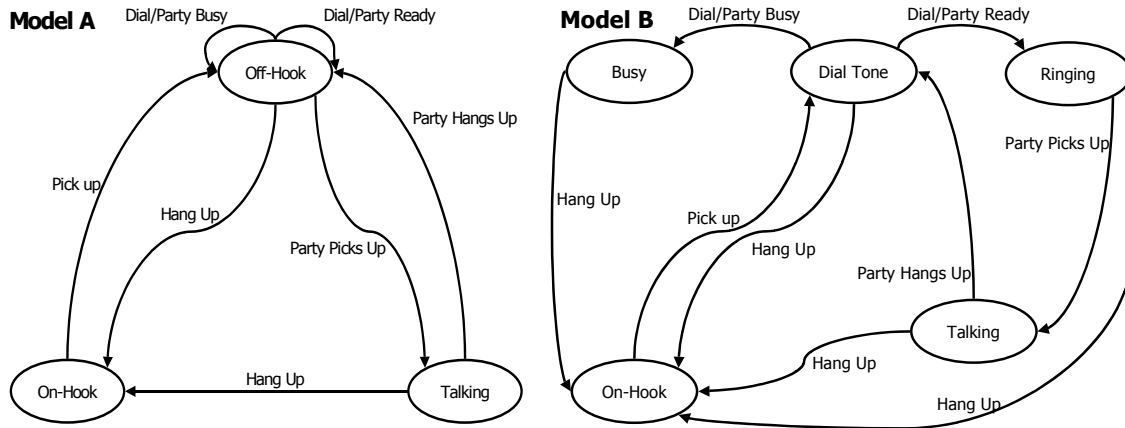 Model A
Dial/Party Busy
Dial/Party Ready
Off-Hook
Party Hangs Up
Pick up
Hang Up
Party Picks Up
On-Hook
Hang Up
Talking
Model B
Dial/Party Busy
Dial/Party Ready
Busy
Dial Tone
Ringing
Party Picks Up
Hang Up
Pick up
Hang Up
Party Hangs Up
Talking
Hang Up
On-Hook
Hang Up